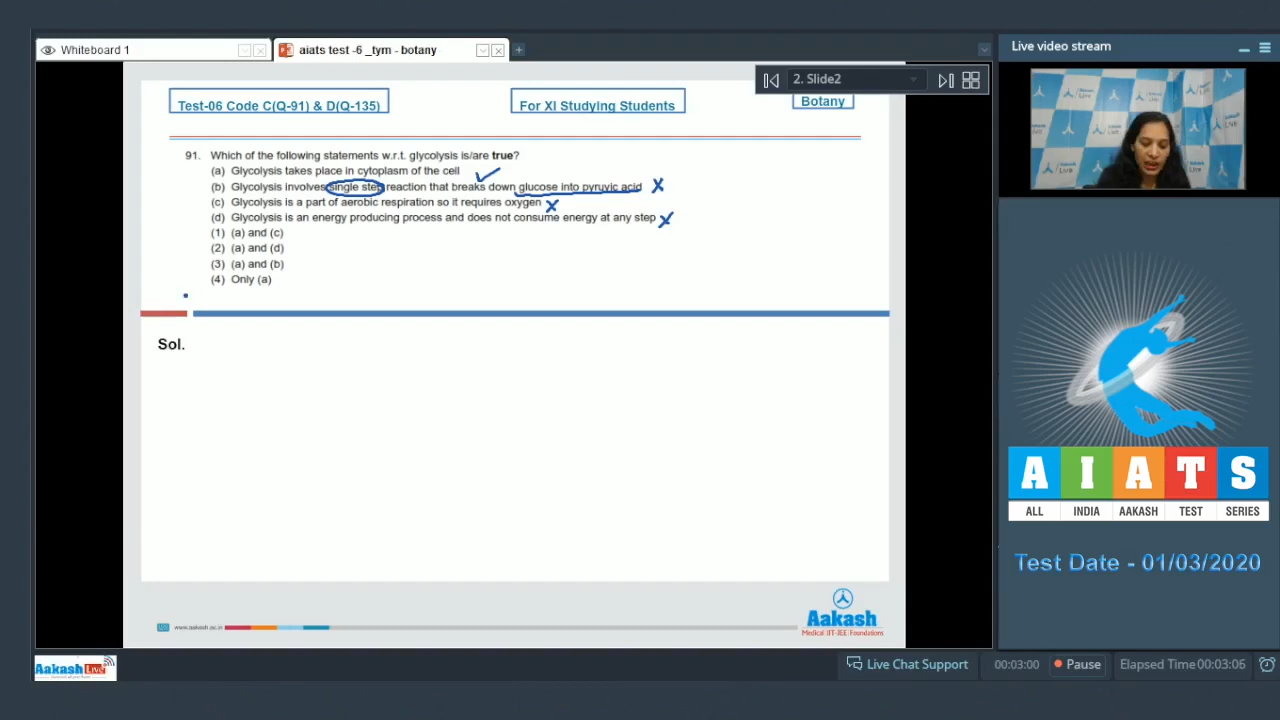 Whiteboard 1
aiats test -6 _tym - botany
Live video stream
2. Slide2
Test-06 Code C(Q-91) & D(Q-135)
For XI Studying Students
Botany
91. Which of the following statements w.r.t. glycolysis is/are true?
(a) Glycolysis takes place in cytoplasm of the cell
(b) Glycolysis involves single step reaction that breaks down glucose into pyruvic acid
(c) Glycolysis is a part of aerobic respiration so it requires oxygen
(d) Glycolysis is an energy producing process and does not consume energy at any step
(1) (a) and (c)
(2) (a) and (d)
(3) (a) and (b)
(4) Only (a)
Sol.
A I A T S
ALL INDIA AAKASH TEST SERIES
Test Date - 01/03/2020
www.aakash.ac.in
Aakash
Medical|IIT-JEE|Foundations
Aakash Live
Live Chat Support
00:03:00
Pause
Elapsed Time 00:03:06